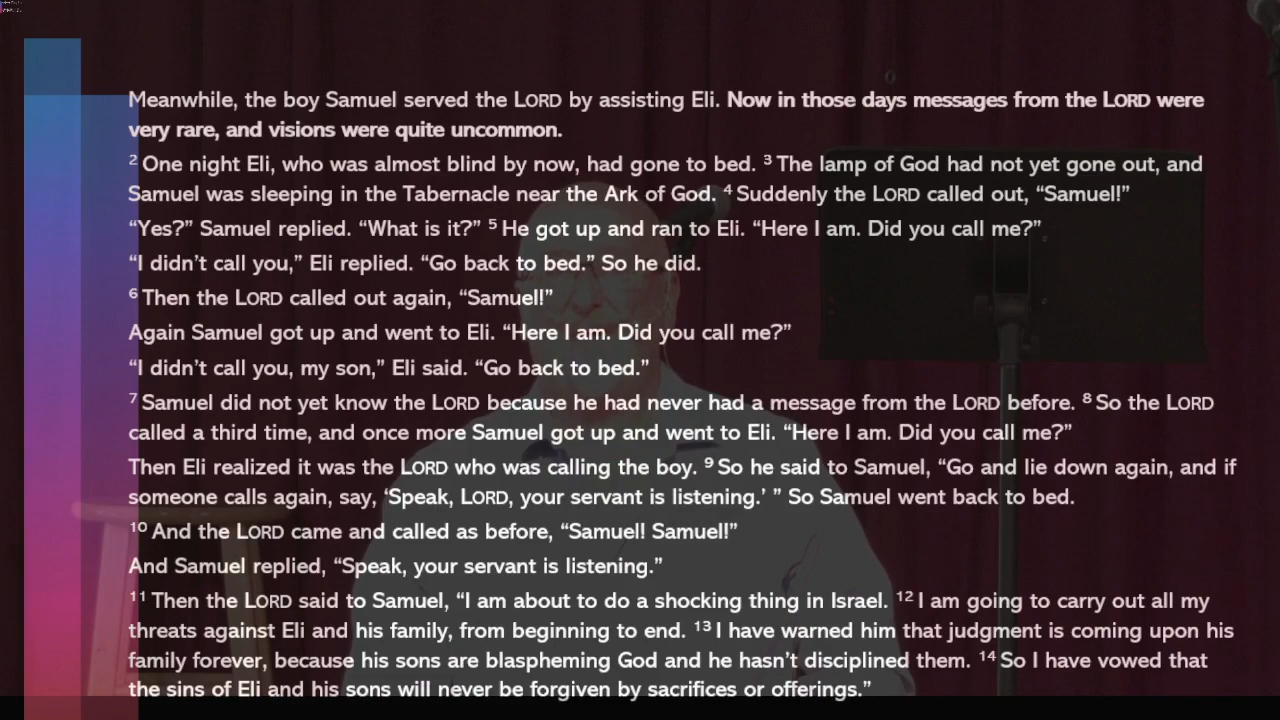 Meanwhile, the boy Samuel served the LORD by assisting Eli. Now in those days messages from the LORD were
very rare, and visions were quite uncommon.
2 One night Eli, who was almost blind by now, had gone to bed. 3 The lamp of God had not yet gone out, and
Samuel was sleeping in the Tabernacle near the Ark of God. 4 Suddenly the LORD called out, “Samuel!”
“Yes?” Samuel replied. “What is it?” 5 He got up and ran to Eli. “Here I am. Did you call me?”
“I didn’t call you,” Eli replied. “Go back to bed.” So he did.
6 Then the LORD called out again, “Samuel!”
Again Samuel got up and went to Eli. “Here I am. Did you call me?”
“I didn’t call you, my son,” Eli said. “Go back to bed.”
7 Samuel did not yet know the LORD because he had never had a message from the LORD before. 8 So the LORD
called a third time, and once more Samuel got up and went to Eli. “Here I am. Did you call me?”
Then Eli realized it was the LORD who was calling the boy. 9 So he said to Samuel, “Go and lie down again, and if
someone calls again, say, ‘Speak, LORD, your servant is listening.’ ” So Samuel went back to bed.
10 And the LORD came and called as before, “Samuel! Samuel!”
And Samuel replied, “Speak, your servant is listening.”
11 Then the LORD said to Samuel, “I am about to do a shocking thing in Israel. 12 I am going to carry out all my
threats against Eli and his family, from beginning to end. 13 I have warned him that judgment is coming upon his
family forever, because his sons are blaspheming God and he hasn’t disciplined them. 14 So I have vowed that
the sins of Eli and his sons will never be forgiven by sacrifices or offerings.”